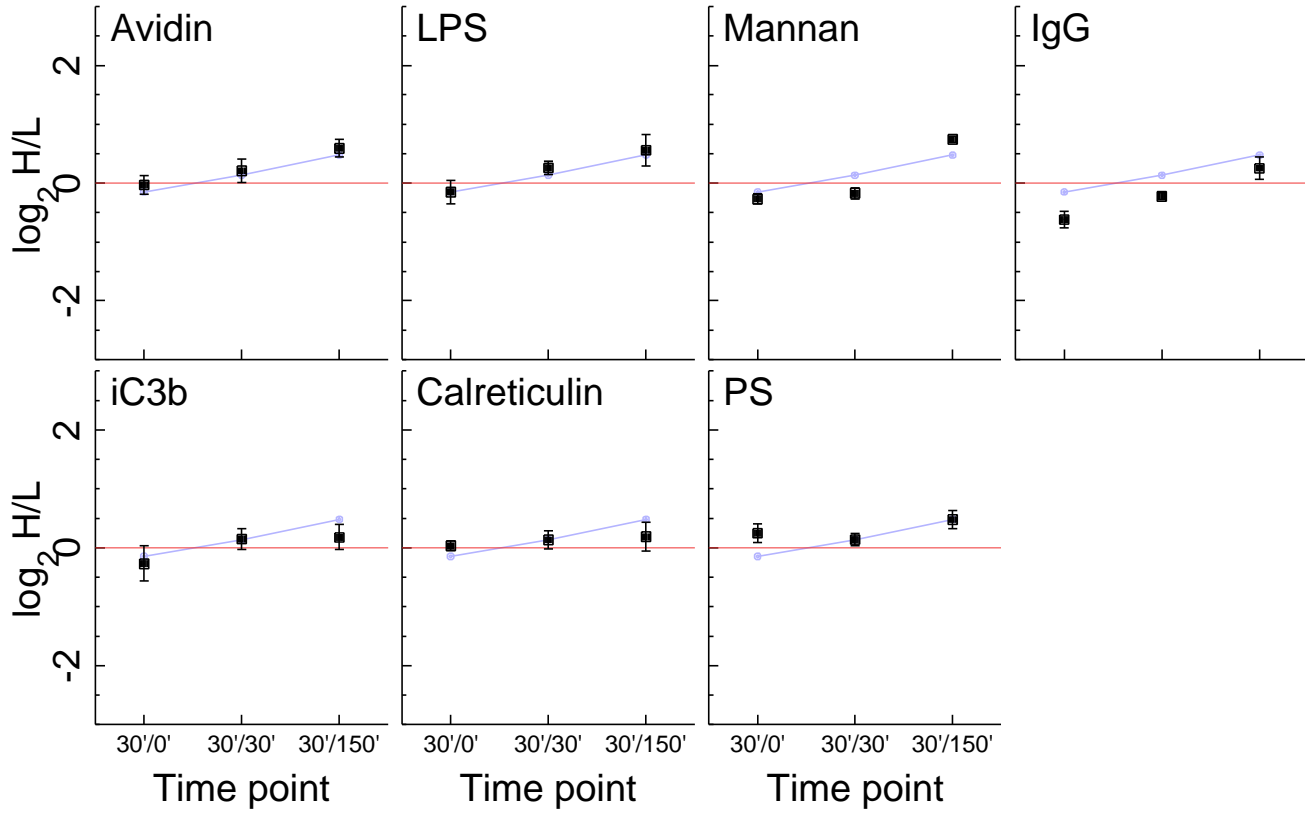 Avidin
LPS
Mannan
IgG
log2 H/L
2
0
-2
iC3b
Calreticulin
PS
log2 H/L
2
0
-2
30'/0' 30'/30' 30'/150'
30'/0' 30'/30' 30'/150'
30'/0' 30'/30' 30'/150'
Time point
Time point
Time point